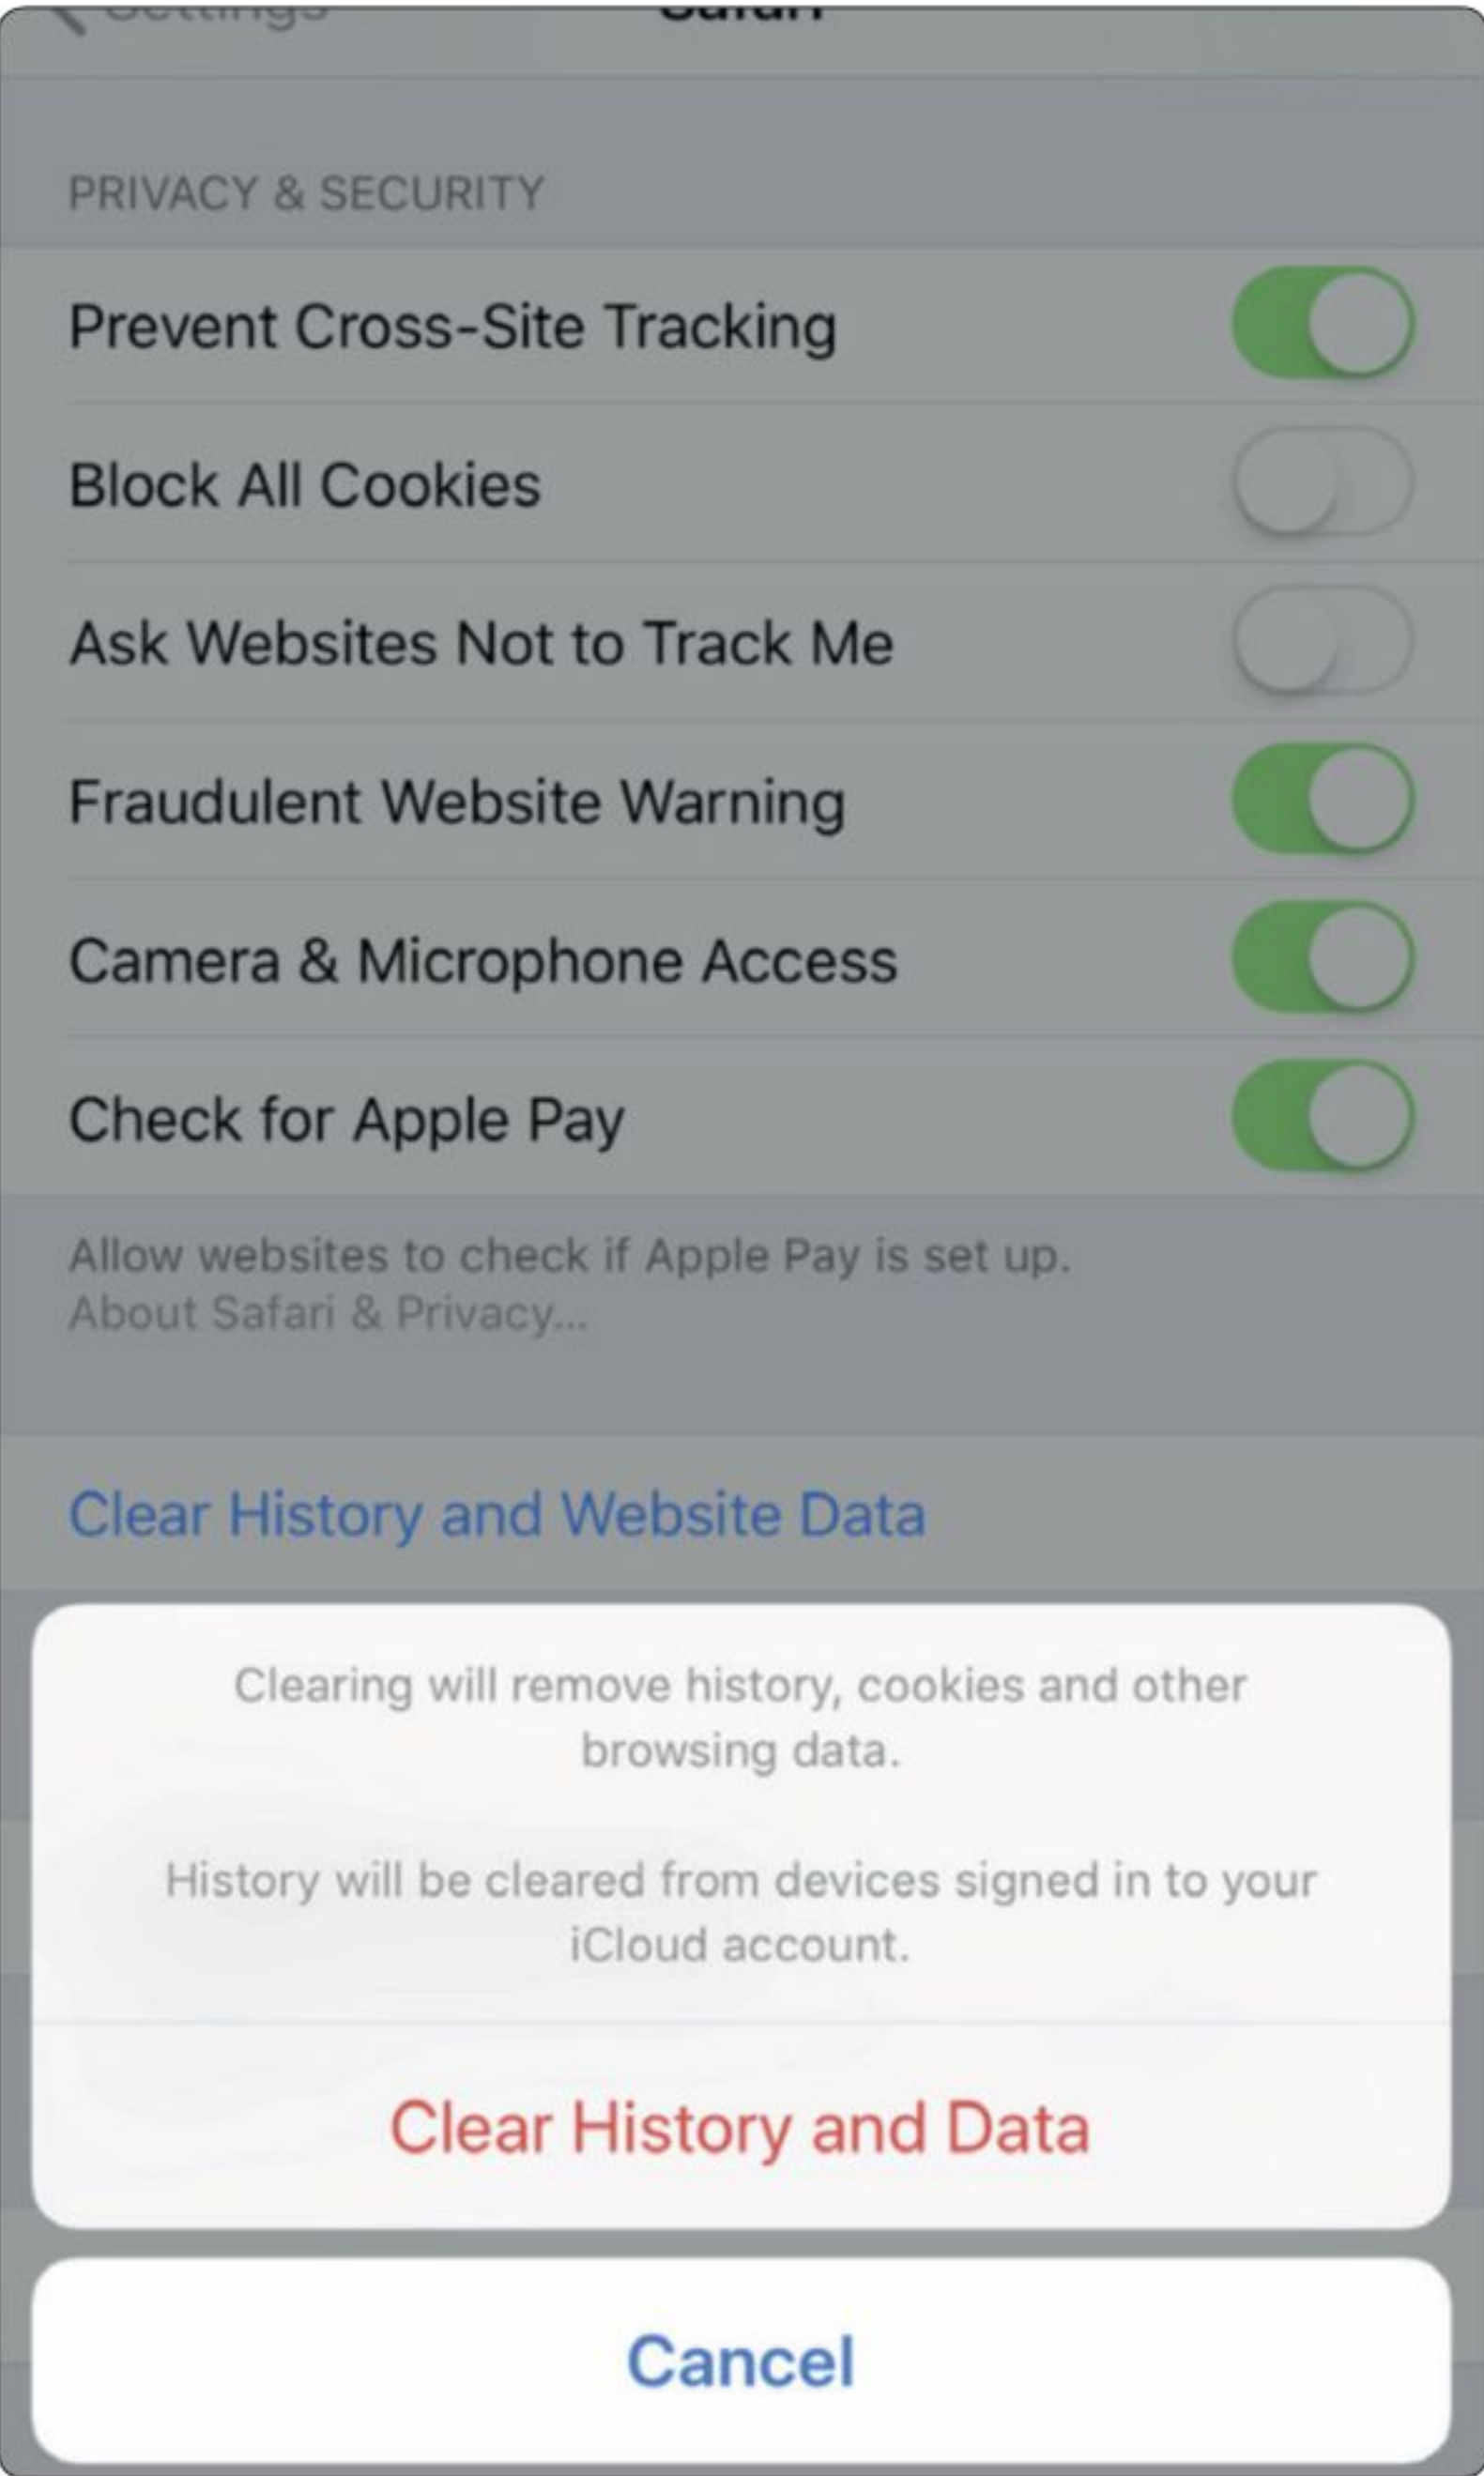 Settings
Safari
PRIVACY & SECURITY
Prevent Cross-Site Tracking
Block All Cookies
Ask Websites Not to Track Me
Fraudulent Website Warning
Camera & Microphone Access
Check for Apple Pay
Allow websites to check if Apple Pay is set up.
About Safari & Privacy...
Clear History and Website Data
Clearing will remove history, cookies and other
browsing data.
History will be cleared from devices signed in to your
iCloud account.
Clear History and Data
Cancel